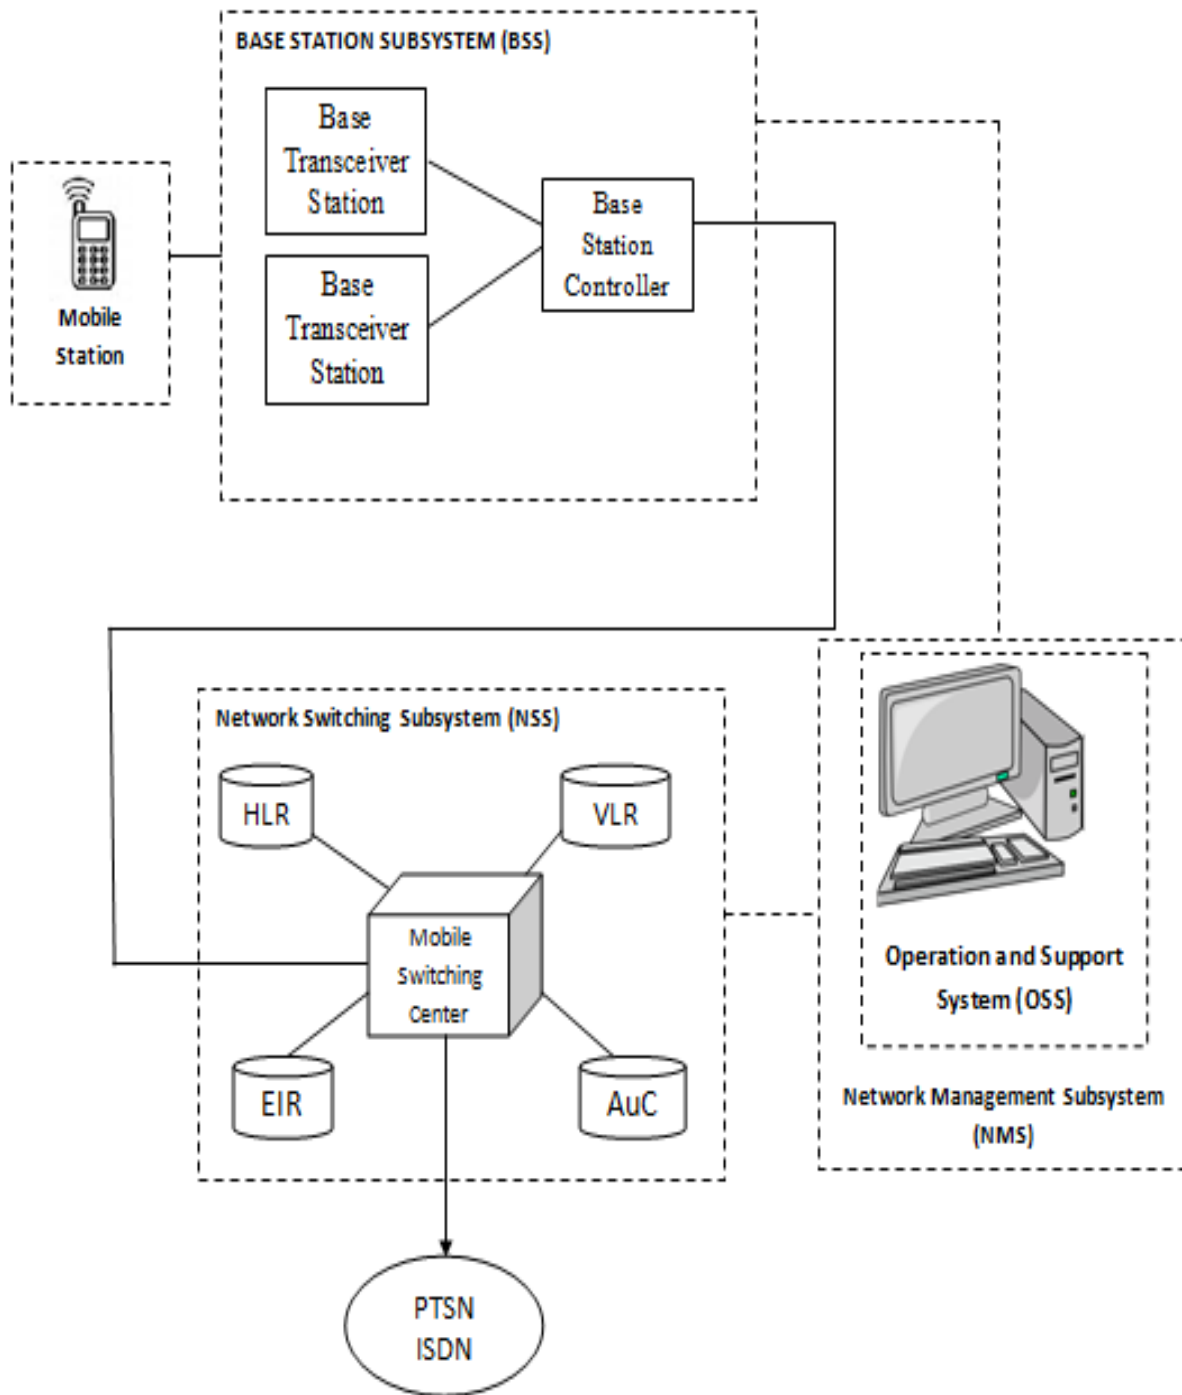 BASE STATION SUBSYSTEM (BSS)
Base
Transceiver
Station
Base
Station
Controller
Base
Transceiver
Station
Mobile
Station
Network Switching Subsystem (NSS)
HLR
VLR
Mobile
Switching
Center
EIR
AuC
Operation and Support
System (OSS)
Network Management Subsystem
(NMS)
PTSN
ISDN